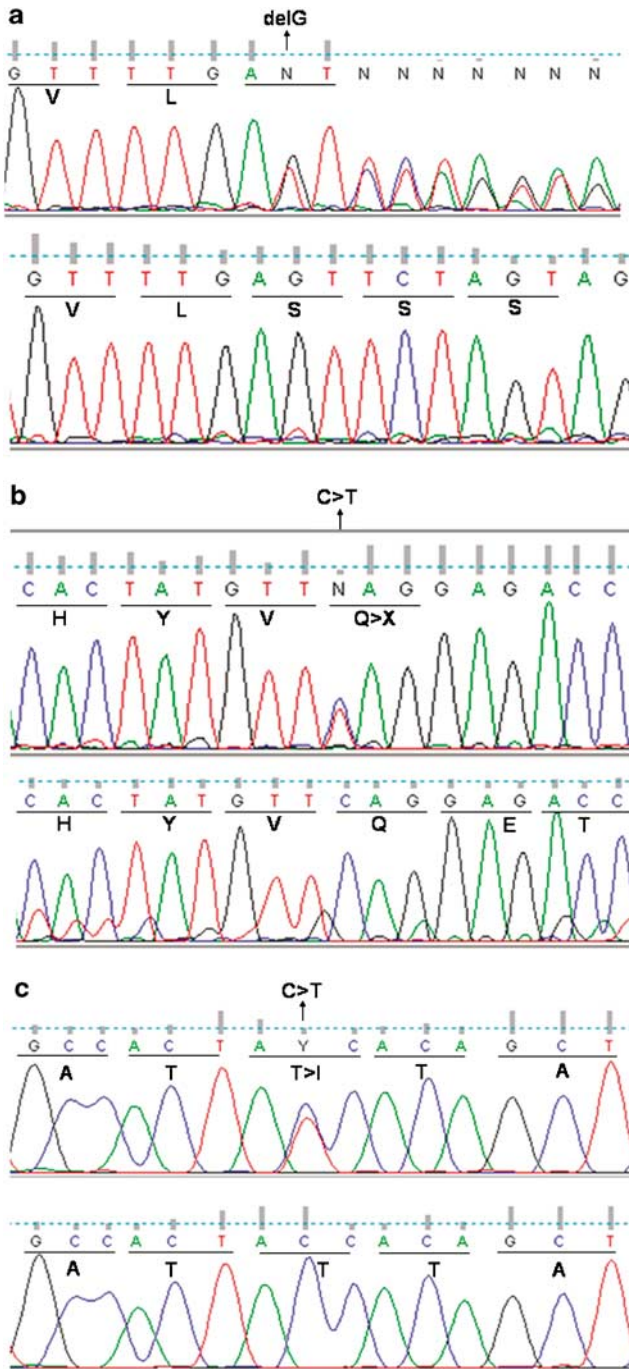 a
delG
G T T T T G A N T N N N N N N N
V L
G T T T T G A G T T C T A G T A G
V L S S S
b
C>T
C A C T A T G T T N A G G A G A C C
H Y V Q>X
C A C T A T G T T C A G G A G A C C
H Y V Q E T
c
C>T
G C C A C T A Y C A C A G C T
A T T>I T A
G C C A C T A C C A C A G C T
A T T T A